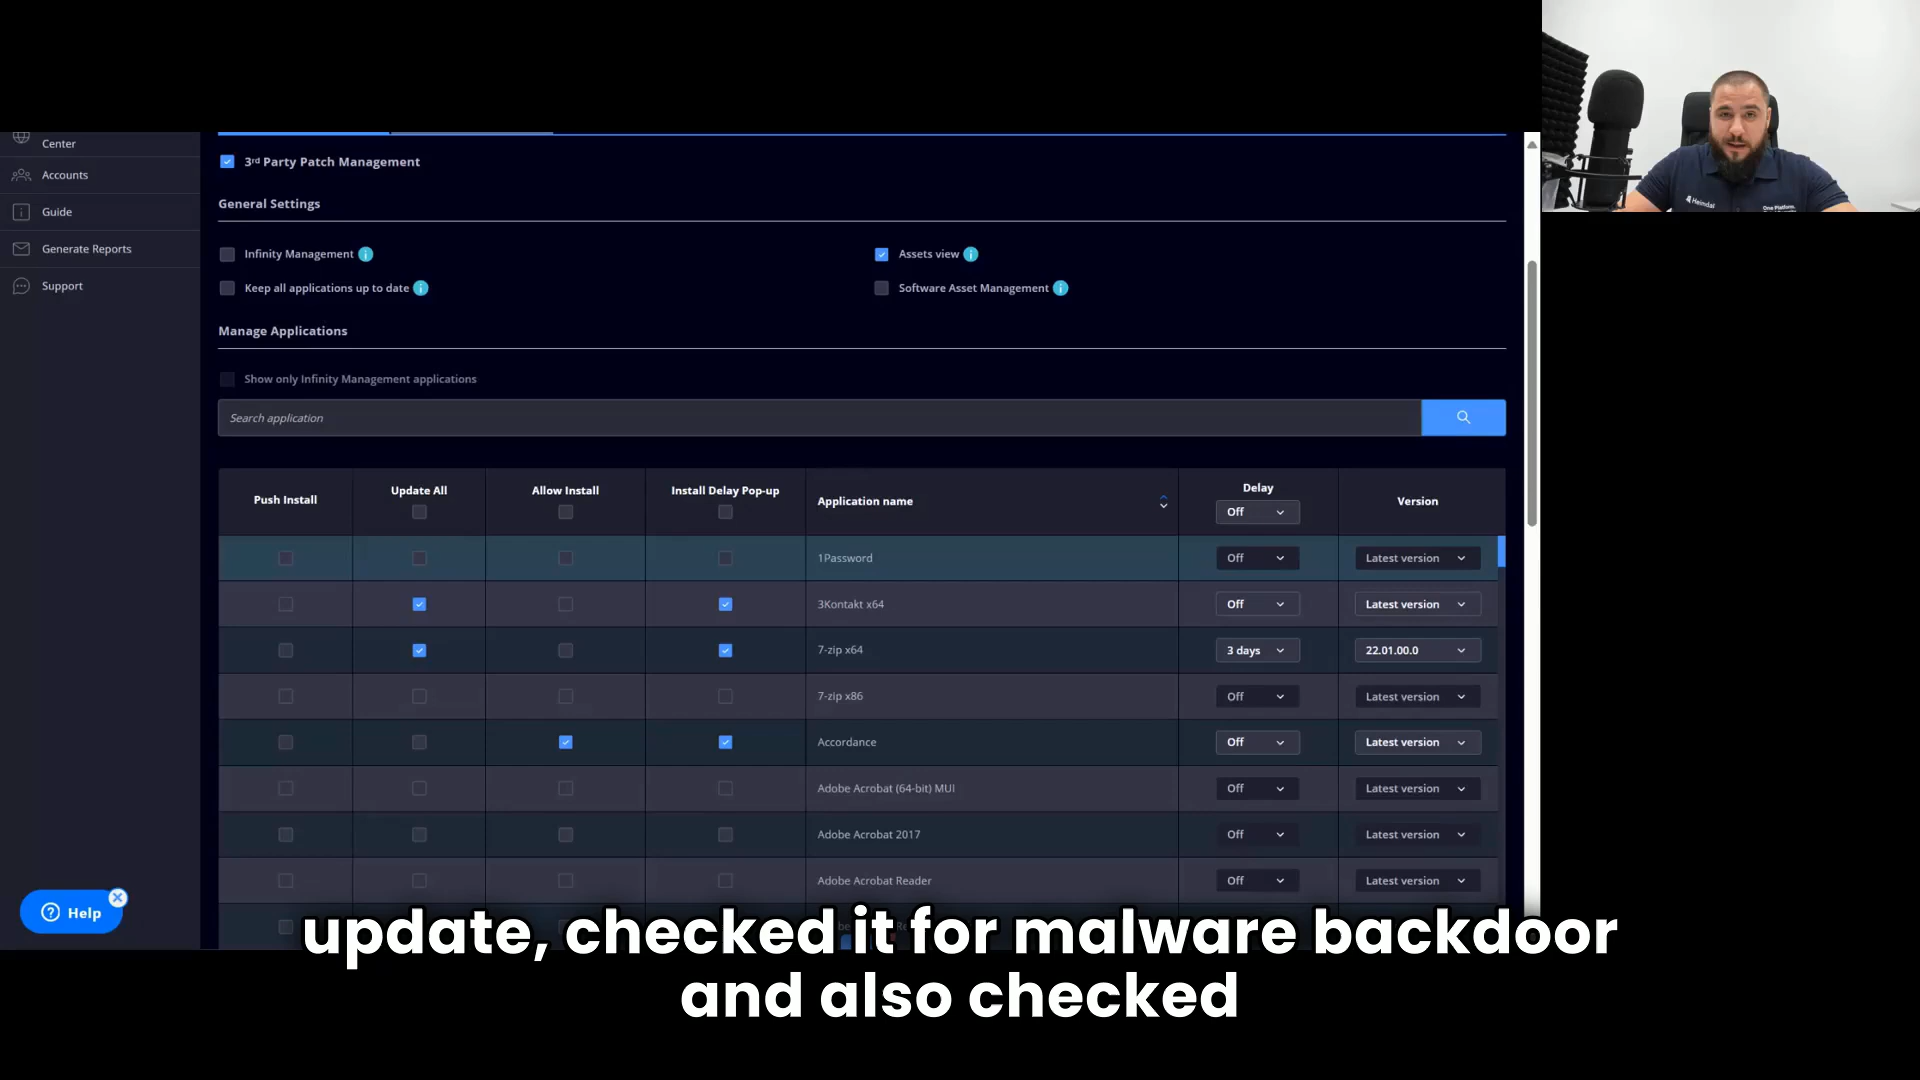 Center
Accounts
Guide
Generate Reports
Support
Help
3rd Party Patch Management
General Settings
Infinity Management
Assets view
Keep all applications up to date
Software Asset Management
Manage Applications
Show only Infinity Management applications
Search application
Push Install Update All Allow Install Install Delay Pop-up Application name Delay Version
Off
1Password Off Latest version
3Kontakt x64 Off Latest version
7-zip x64 3 days 22.01.00.0
7-zip x86 Off Latest version
Accordance Off Latest version
Adobe Acrobat (64-bit) MUI Off Latest version
Adobe Acrobat 2017 Off Latest version
Adobe Acrobat Reader Off Latest version
Heimdal
One Platform.
update, checked it for malware backdoor
and also checked